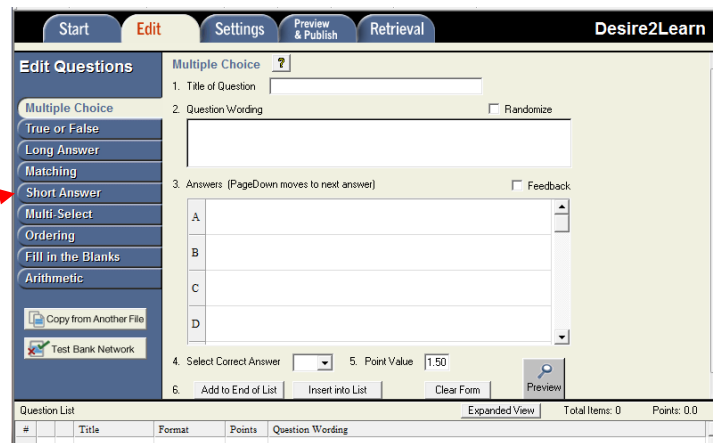 Start Edit Settings Preview & Publish Retrieval Desire2Learn
Edit Questions
Multiple Choice
True or False
Long Answer
Matching
Short Answer
Multi-Select
Ordering
Fill in the Blanks
Arithmetic
Copy from Another File
Test Bank Network
Multiple Choice ?
1. Title of Question
2. Question Wording Randomize
3. Answers (PageDown moves to next answer) Feedback
A
B
C
D
4. Select Correct Answer 5. Point Value 1.50
6. Add to End of List Insert into List Clear Form Preview
Question List Expanded View Total Items: 0 Points: 0.0
# Title Format Points Question Wording